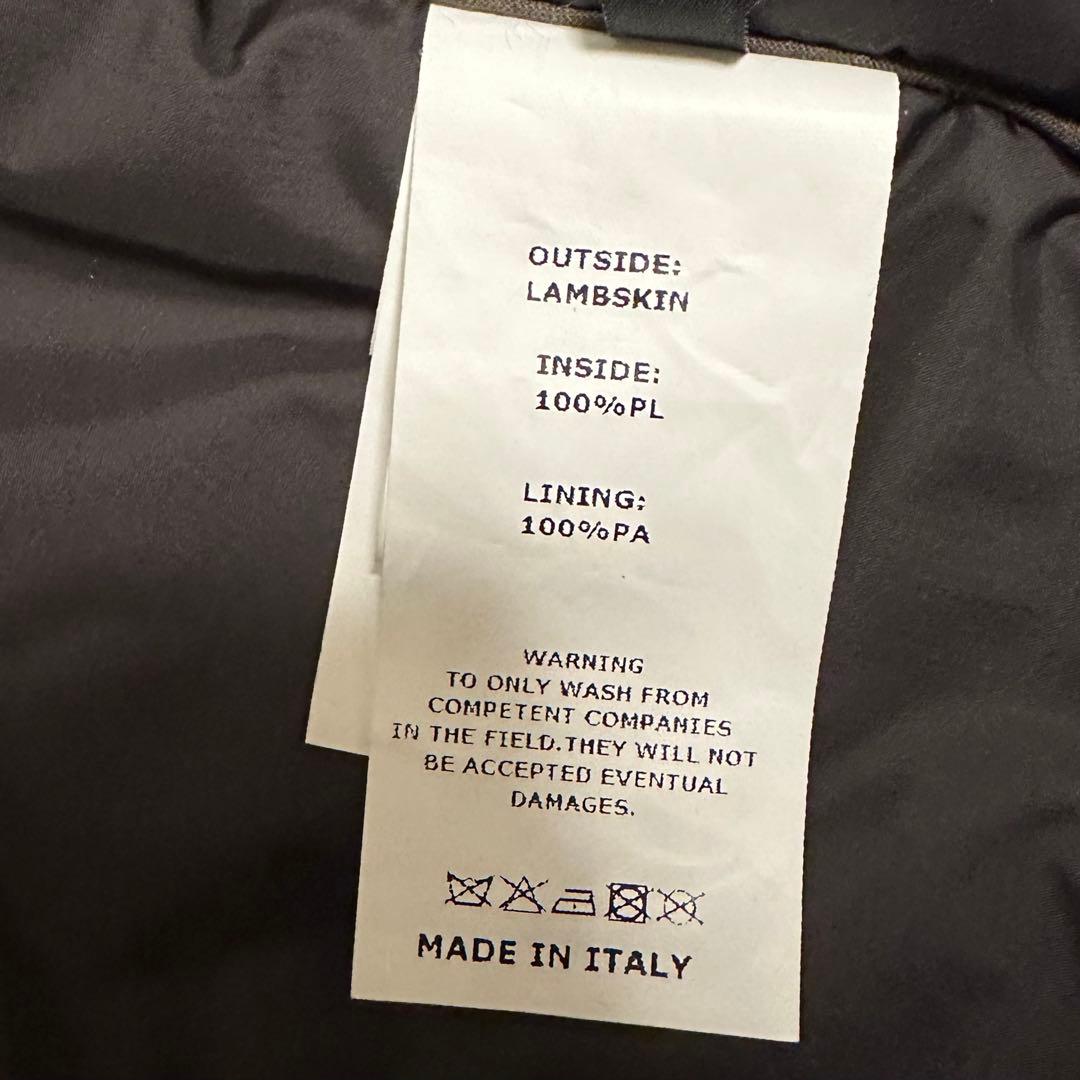 OUTSIDE:
LAMBSKIN
INSIDE:
100%PL
LINING:
100%PA
WARNING
TO ONLY WASH FROM
COMPETENT COMPANIES
IN THE FIELD.THEY WILL NOT
BE ACCEPTED EVENTUAL
DAMAGES.
MADE IN ITALY